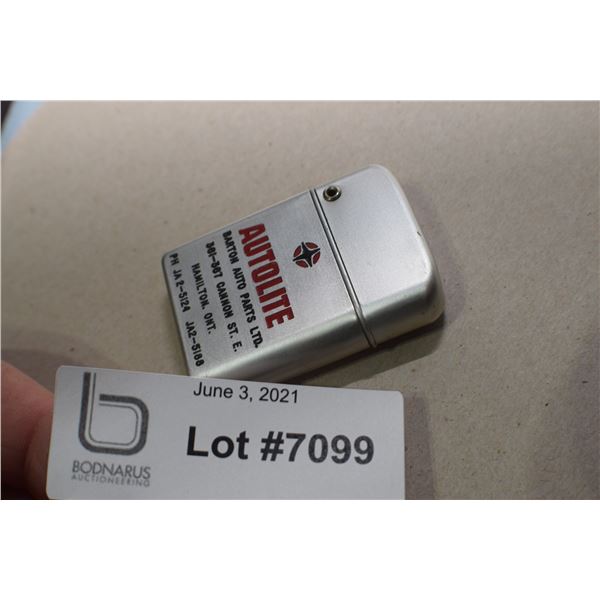 AUTOLITE
BARTON AUTO PARTS LTD.
361-367 CANNON ST. E.
HAMILTON, ONT.
PH JA2-5124 JA2-5188
June 3, 2021
Lot #7099
b
BODNARUS
AUCTIONEERING